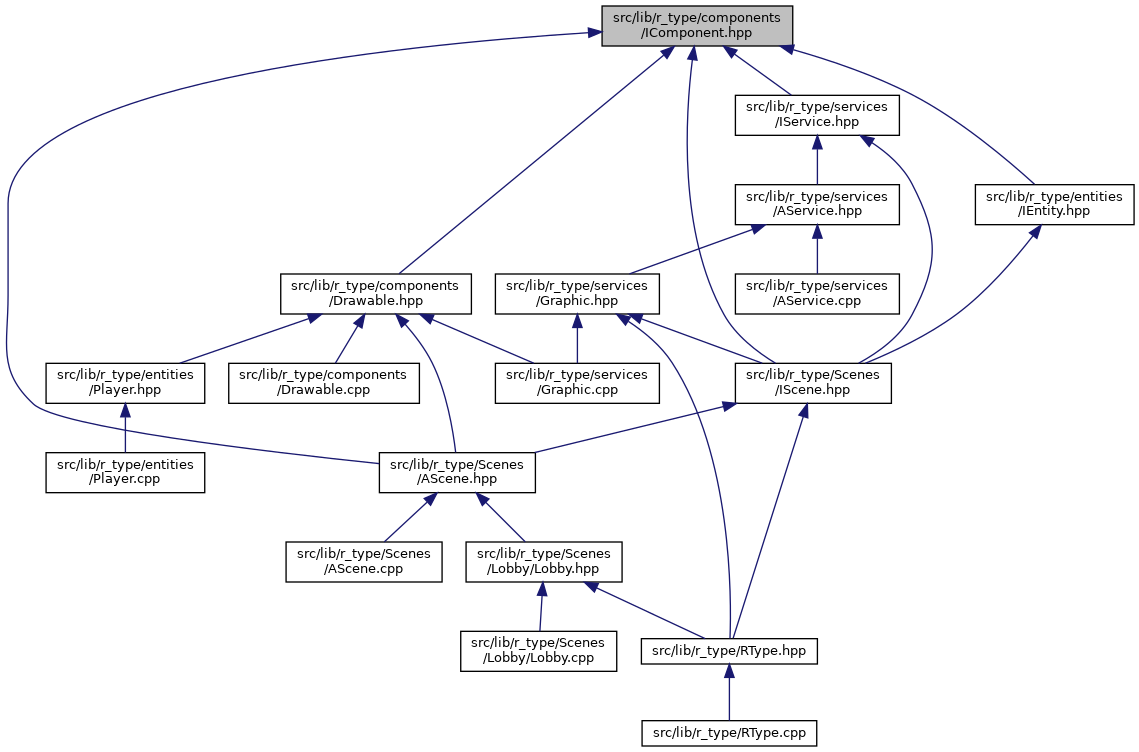 src/lib/r_type/components
/IComponent.hpp
src/lib/r_type/services
/IService.hpp
src/lib/r_type/services
/AService.hpp
src/lib/r_type/entities
/IEntity.hpp
src/lib/r_type/components
/Drawable.hpp
src/lib/r_type/services
/Graphic.hpp
src/lib/r_type/services
/AService.cpp
src/lib/r_type/entities
/Player.hpp
src/lib/r_type/components
/Drawable.cpp
src/lib/r_type/services
/Graphic.cpp
src/lib/r_type/Scenes
/IScene.hpp
src/lib/r_type/entities
/Player.cpp
src/lib/r_type/Scenes
/AScene.hpp
src/lib/r_type/Scenes
/AScene.cpp
src/lib/r_type/Scenes
/Lobby/Lobby.hpp
src/lib/r_type/Scenes
/Lobby/Lobby.cpp
src/lib/r_type/RType.hpp
src/lib/r_type/RType.cpp